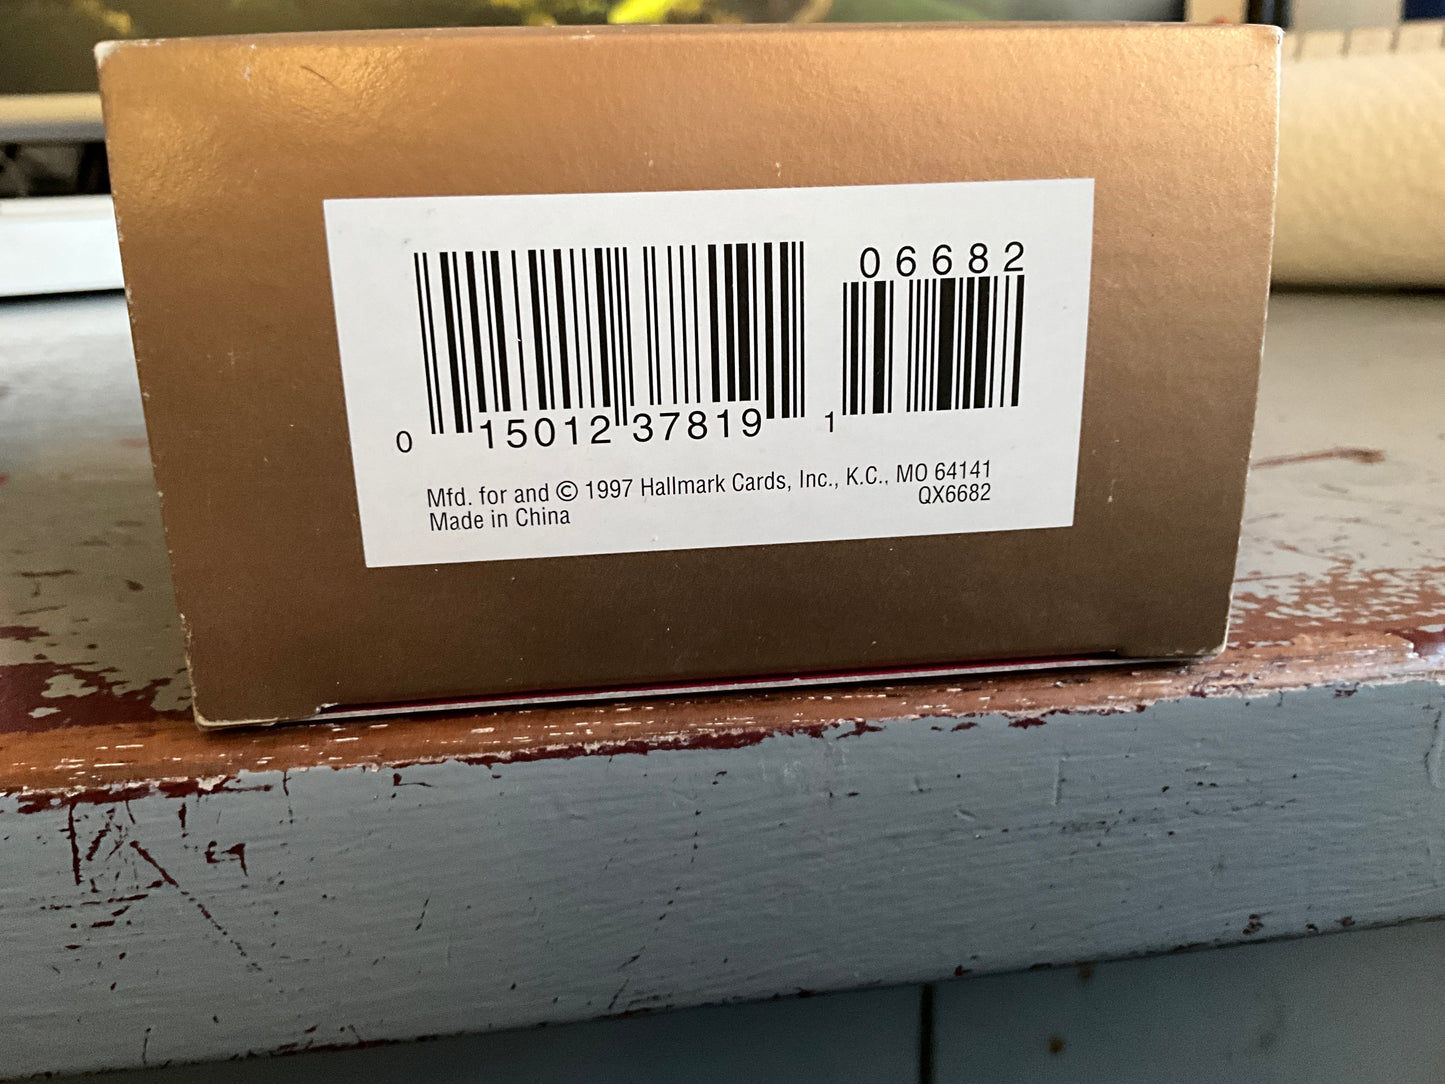 06682
0 15012 37819 1
Mfd. for and © 1997 Hallmark Cards, Inc., K.C., MO 64141
QX6682
Made in China